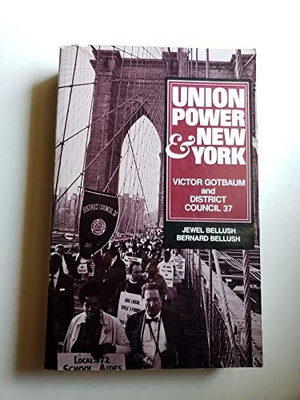 UNION
POWER
& NEW
YORK
VICTOR GOTBAUM
and
DISTRICT
COUNCIL 37
JEWEL BELLUSH
BERNARD BELLUSH
DISTRICT COUNCIL 37
LOCAL 372
SCHOOL AIDES